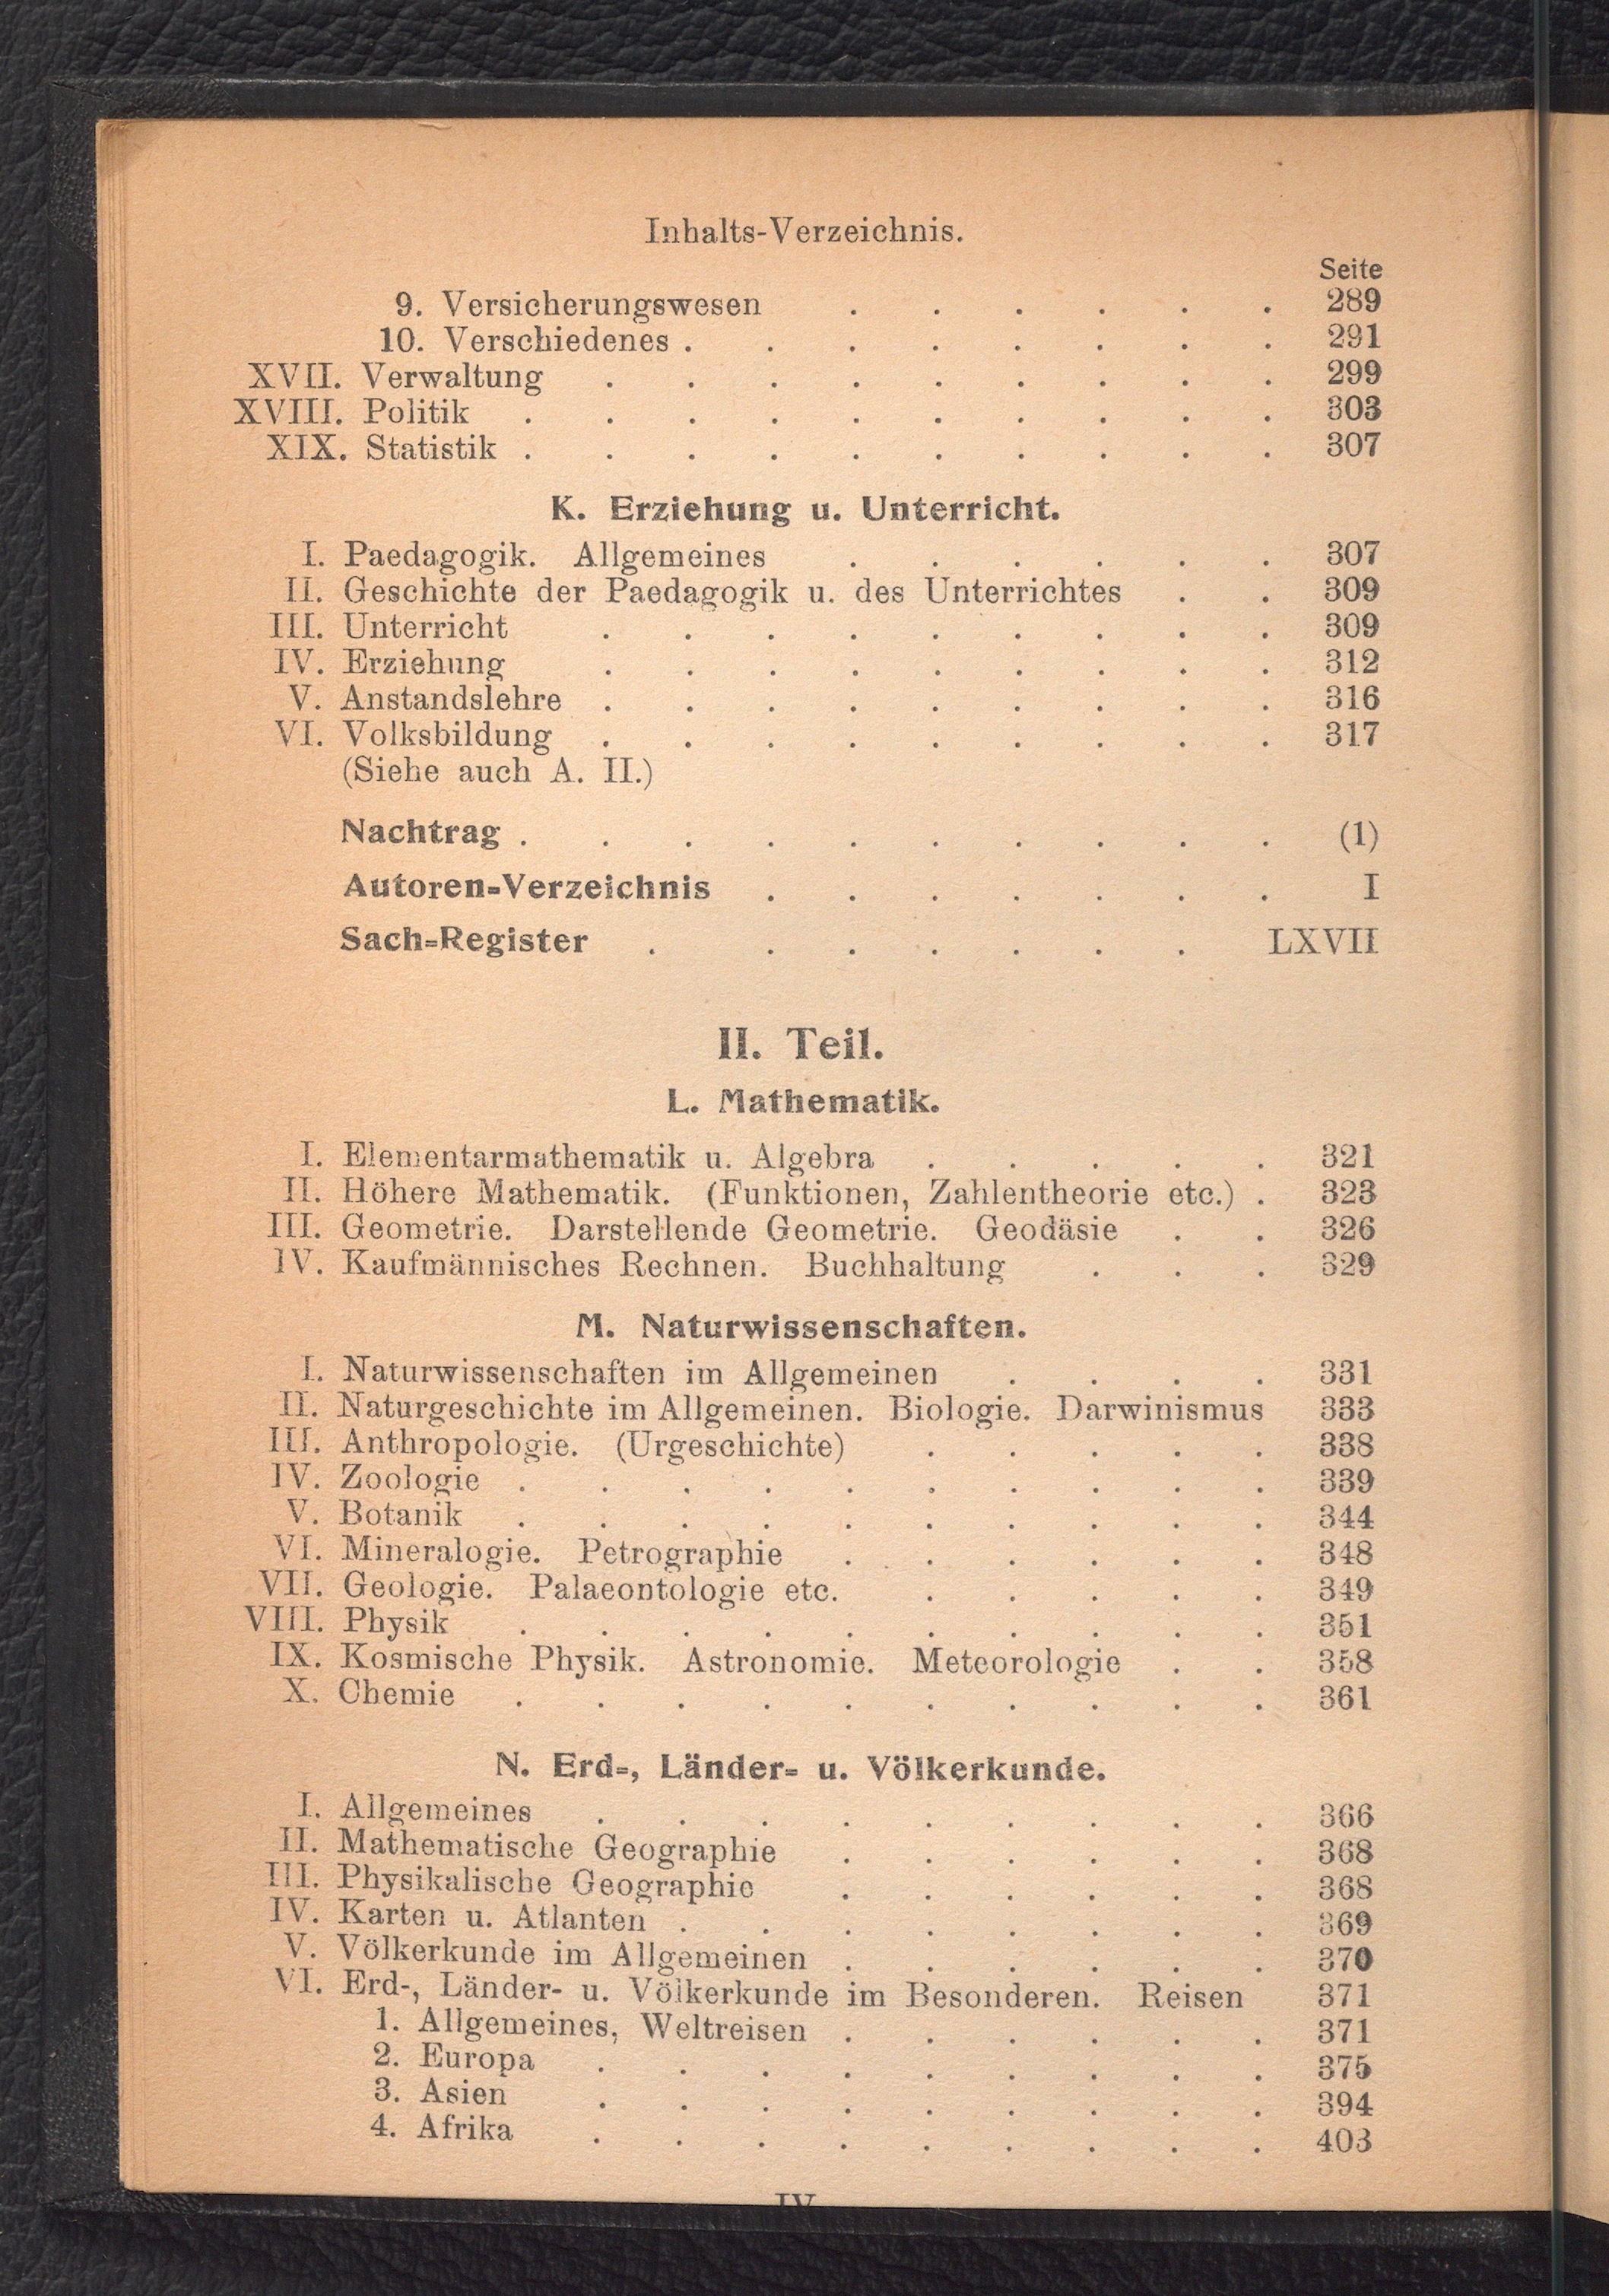 Inhalts-Verzeichnis.
Seite
9. Versicherungswesen . . . . . . 289
10. Verschiedenes . . . . . . . . 291
XVII. Verwaltung . . . . . . . . . 299
XVIII. Politik . . . . . . . . . . 303
XIX. Statistik . . . . . . . . . . 307
K. Erziehung u. Unterricht.
I. Paedagogik. Allgemeines . . . . . . 307
II. Geschichte der Paedagogik u. des Unterrichtes . . 309
III. Unterricht . . . . . . . . . 309
IV. Erziehung . . . . . . . . . 312
V. Anstandslehre . . . . . . . . . 316
VI. Volksbildung . . . . . . . . . 317
(Siehe auch A. II.)
Nachtrag . . . . . . . . . . (1)
Autoren-Verzeichnis . . . . . . . I
Sach-Register . . . . . . . LXVII
II. Teil.
L. Mathematik.
I. Elementarmathematik u. Algebra . . . . . 321
II. Höhere Mathematik. (Funktionen, Zahlentheorie etc.) . 323
III. Geometrie. Darstellende Geometrie. Geodäsie . . 326
IV. Kaufmännisches Rechnen. Buchhaltung . . . 329
M. Naturwissenschaften.
I. Naturwissenschaften im Allgemeinen . . . . 331
II. Naturgeschichte im Allgemeinen. Biologie. Darwinismus 333
III. Anthropologie. (Urgeschichte) . . . . . 338
IV. Zoologie . . . . . . . . . . 339
V. Botanik . . . . . . . . . . 344
VI. Mineralogie. Petrographie . . . . . . 348
VII. Geologie. Palaeontologie etc. . . . . . 349
VIII. Physik . . . . . . . . . . 351
IX. Kosmische Physik. Astronomie. Meteorologie . . 358
X. Chemie . . . . . . . . . . 361
N. Erd-, Länder- u. Völkerkunde.
I. Allgemeines . . . . . . . . . 366
II. Mathematische Geographie . . . . . . 368
III. Physikalische Geographie . . . . . . 368
IV. Karten u. Atlanten . . . . . . . . 369
V. Völkerkunde im Allgemeinen . . . . . . 370
VI. Erd-, Länder- u. Völkerkunde im Besonderen. Reisen 371
1. Allgemeines, Weltreisen . . . . . . 371
2. Europa . . . . . . . . . 375
3. Asien . . . . . . . . . 394
4. Afrika . . . . . . . . . 403
IV